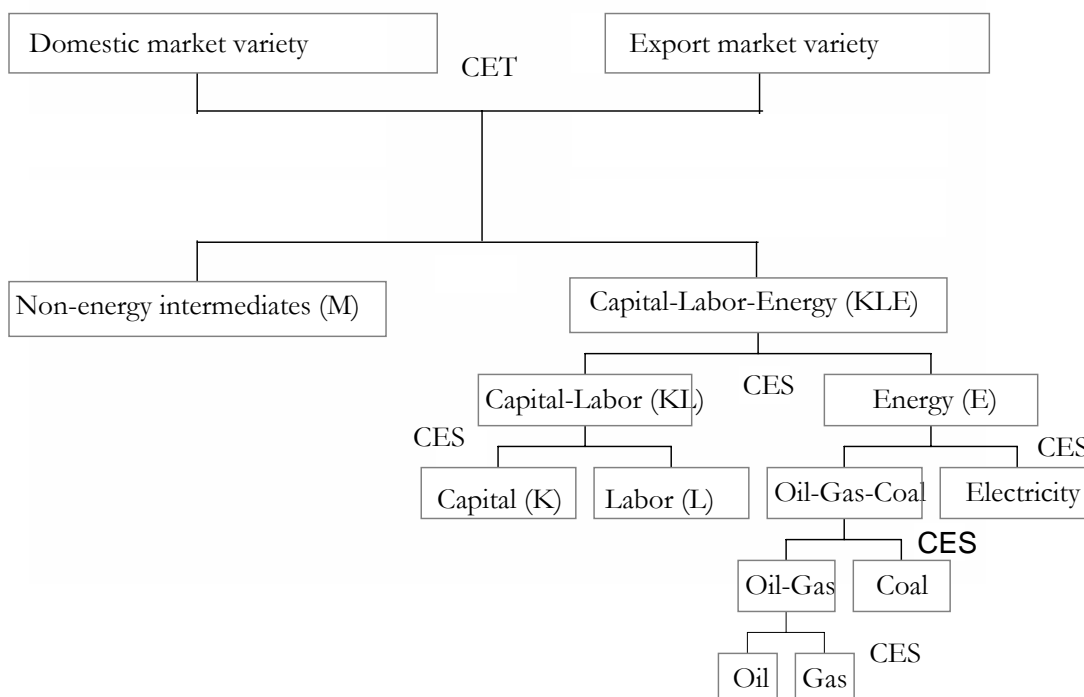 Domestic market variety
Export market variety
CET
Non-energy intermediates (M)
Capital-Labor-Energy (KLE)
CES
Capital-Labor (KL)
Energy (E)
CES
CES
Capital (K)
Labor (L)
Oil-Gas-Coal
Electricity
CES
Oil-Gas
Coal
CES
Oil
Gas